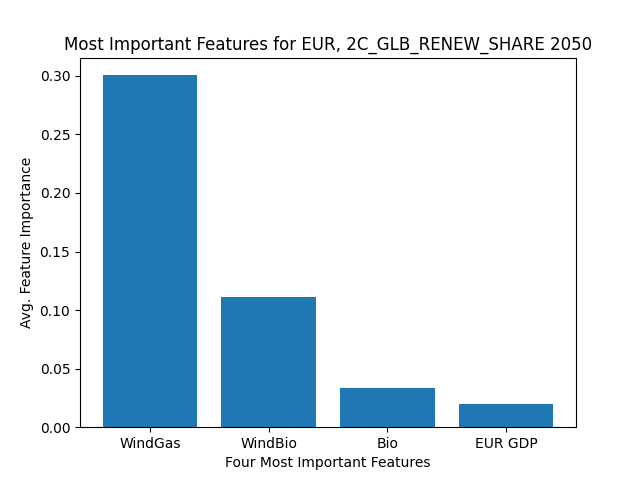 Most Important Features for EUR, 2C_GLB_RENEW_SHARE 2050
Avg. Feature Importance
0.30
0.25
0.20
0.15
0.10
0.05
0.00
WindGas WindBio Bio EUR GDP
Four Most Important Features